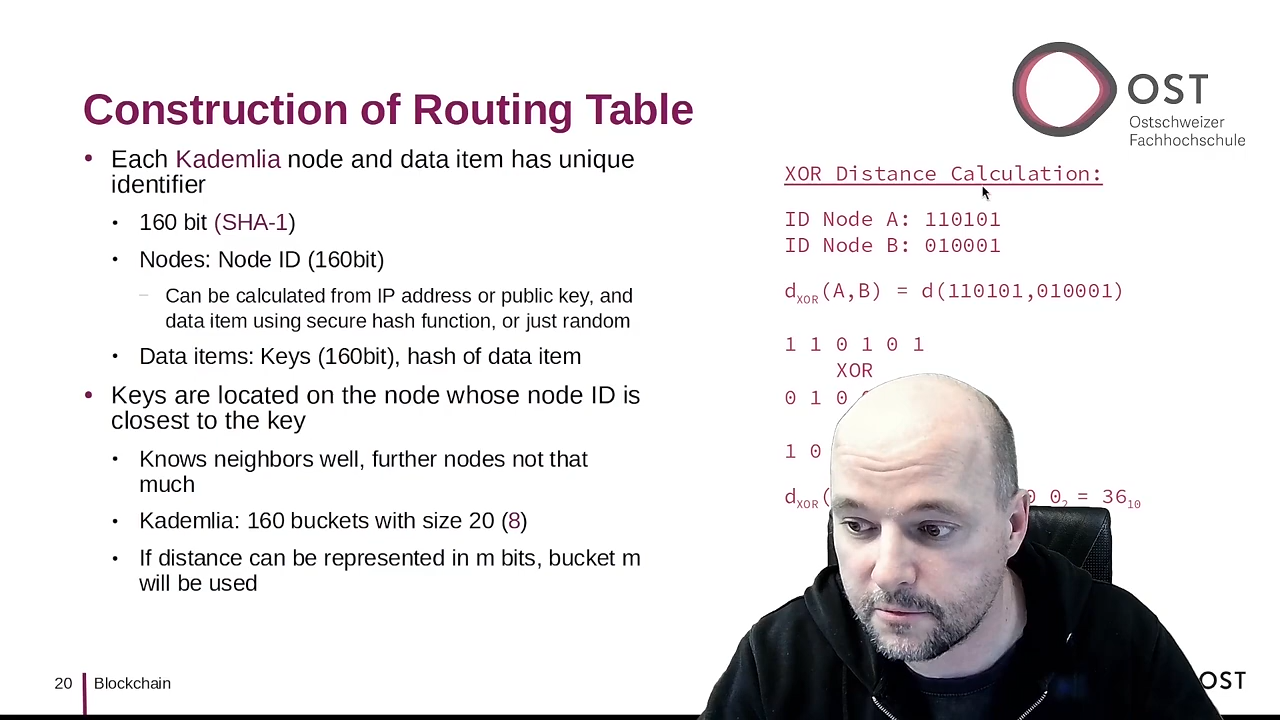 OST
Ostschweizer
Fachhochschule
Construction of Routing Table
• Each Kademlia node and data item has unique
identifier
• 160 bit (SHA-1)
• Nodes: Node ID (160bit)
– Can be calculated from IP address or public key, and
data item using secure hash function, or just random
• Data items: Keys (160bit), hash of data item
• Keys are located on the node whose node ID is
closest to the key
• Knows neighbors well, further nodes not that
much
• Kademlia: 160 buckets with size 20 (8)
• If distance can be represented in m bits, bucket m
will be used
XOR Distance Calculation:
ID Node A: 110101
ID Node B: 010001
dXOR(A,B) = d(110101,010001)
1 1 0 1 0 1
XOR
0 1 0
1 0
dXOR( 0 0₂ = 36₁₀
20 Blockchain
OST